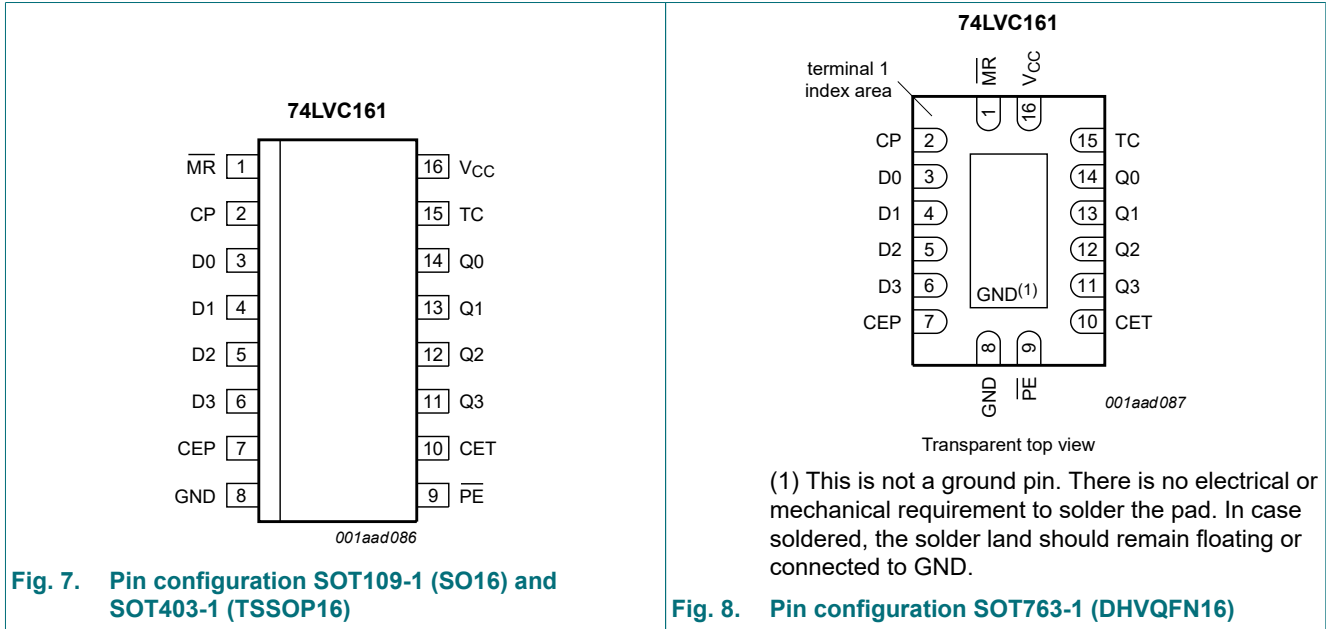 74LVC161
MR 1 16 VCC
CP 2 15 TC
D0 3 14 Q0
D1 4 13 Q1
D2 5 12 Q2
D3 6 11 Q3
CEP 7 10 CET
GND 8 9 PE
001aad086
Fig. 7. Pin configuration SOT109-1 (SO16) and
SOT403-1 (TSSOP16)
74LVC161
terminal 1
index area
MR VCC
1 16
CP 2 15 TC
D0 3 14 Q0
D1 4 13 Q1
D2 5 12 Q2
D3 6 11 Q3
GND(1)
CEP 7 10 CET
8 9
GND PE
001aad087
Transparent top view
(1) This is not a ground pin. There is no electrical or
mechanical requirement to solder the pad. In case
soldered, the solder land should remain floating or
connected to GND.
Fig. 8. Pin configuration SOT763-1 (DHVQFN16)